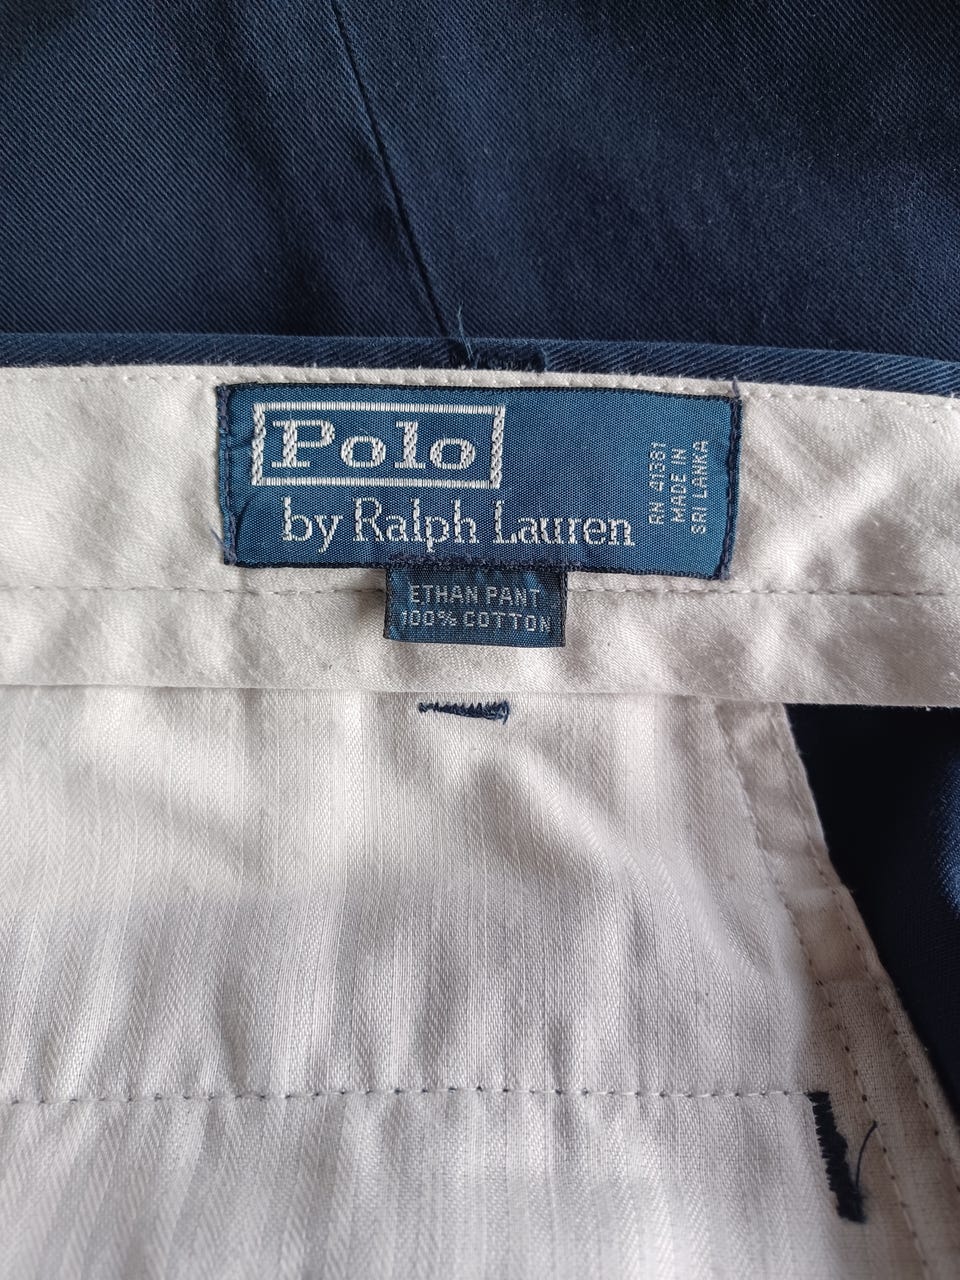 Polo
by Ralph Lauren
RN 41381
MADE IN
SRI LANKA
ETHAN PANT
100% COTTON